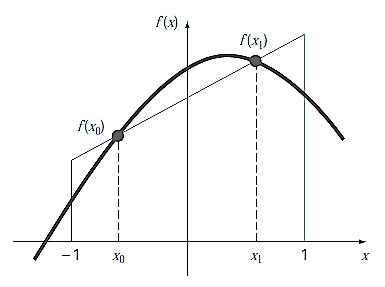 f(x)
f(x₁)
f(x₀)
−1 x₀ x₁ 1 x